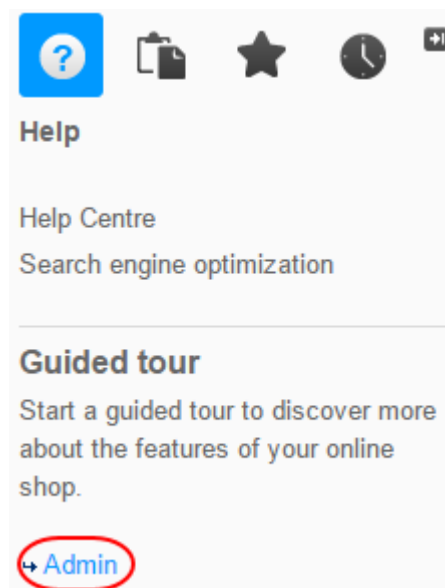 ?
Help
Help Centre
Search engine optimization
Guided tour
Start a guided tour to discover more
about the features of your online
shop.
Admin